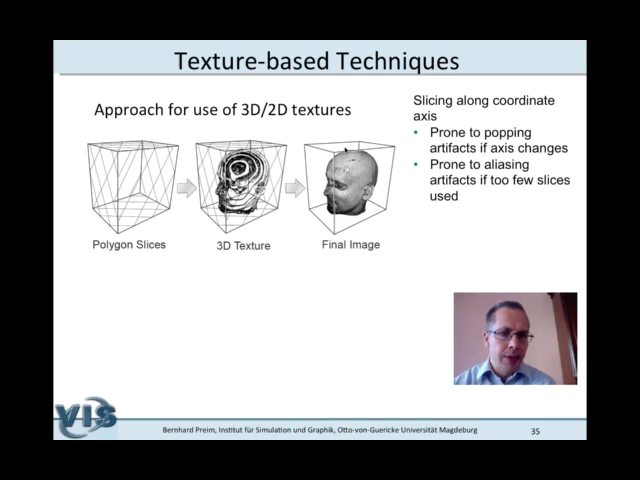 Texture-based Techniques
Approach for use of 3D/2D textures
Polygon Slices
3D Texture
Final Image
Slicing along coordinate
axis
• Prone to popping
artifacts if axis changes
• Prone to aliasing
artifacts if too few slices
used
VIS
Bernhard Preim, Institut für Simulation und Graphik, Otto-von-Guericke Universität Magdeburg
35